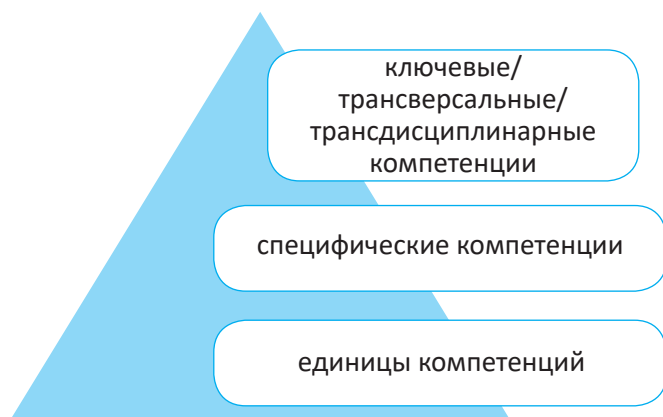 ключевые/
трансверсальные/
трансдисциплинарные
компетенции
специфические компетенции
единицы компетенций